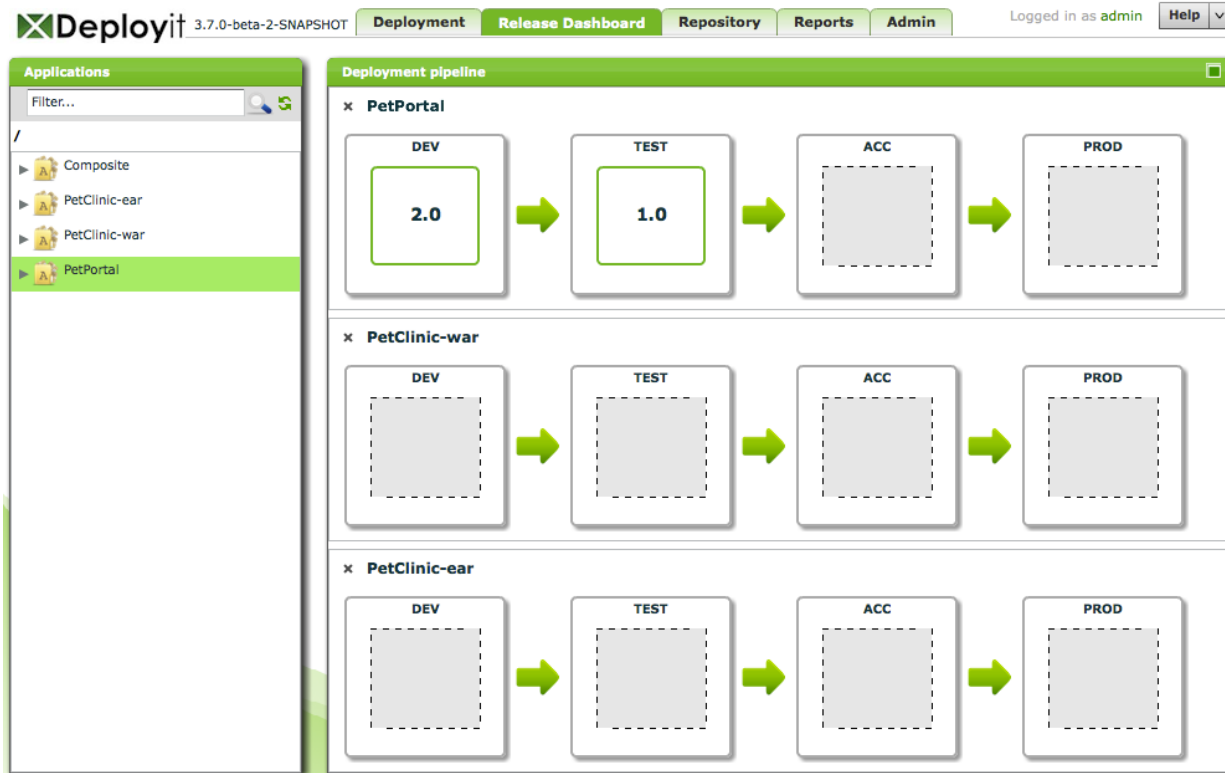 Deployit 3.7.0-beta-2-SNAPSHOT Deployment Release Dashboard Repository Reports Admin Logged in as admin Help
Applications
Filter...
/
Composite
PetClinic-ear
PetClinic-war
PetPortal
Deployment pipeline
× PetPortal
DEV TEST ACC PROD
2.0 1.0
× PetClinic-war
DEV TEST ACC PROD
× PetClinic-ear
DEV TEST ACC PROD